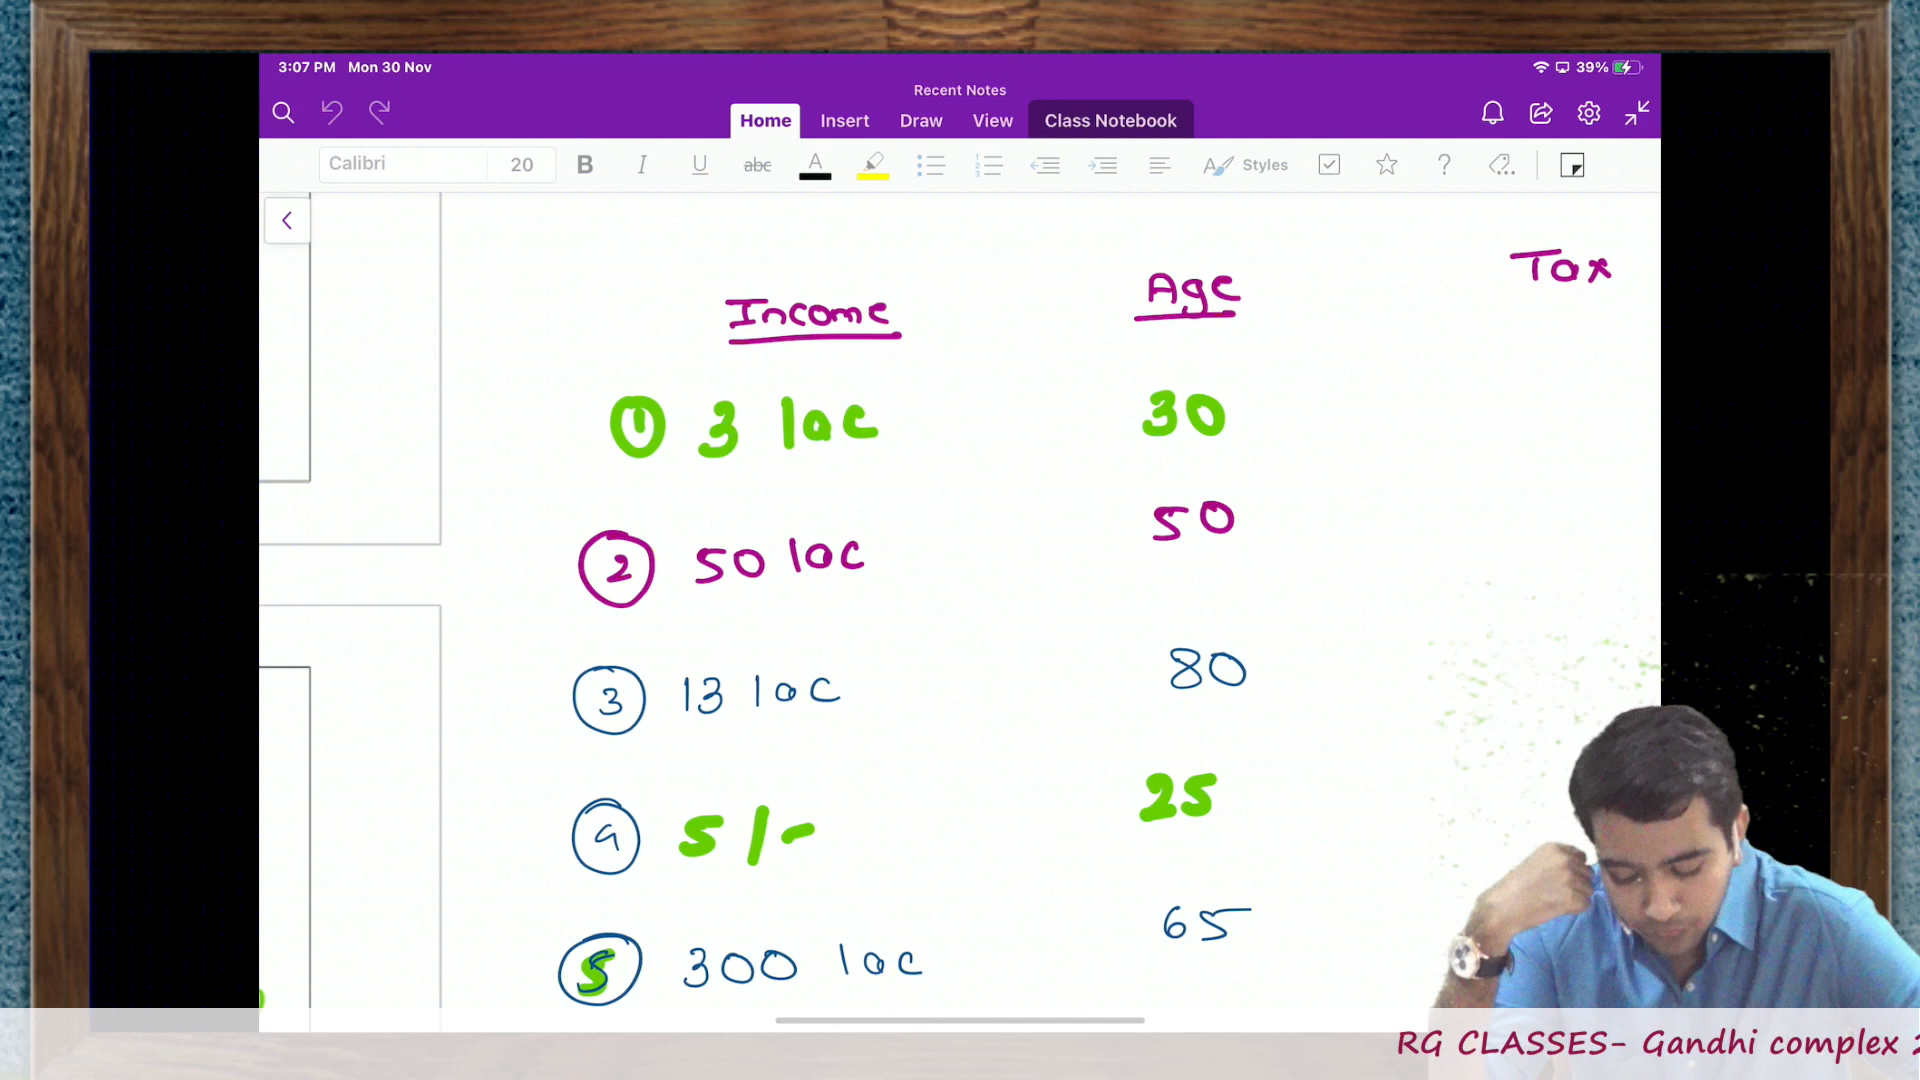 3:07 PM Mon 30 Nov
39%
Recent Notes
Home Insert Draw View Class Notebook
Calibri 20 B I U abc A Styles
Income Age Tax
① 3 lac 30
② 50 lac 50
③ 13 lac 80
④ 5/- 25
⑤ 300 lac 65
RG CLASSES- Gandhi complex